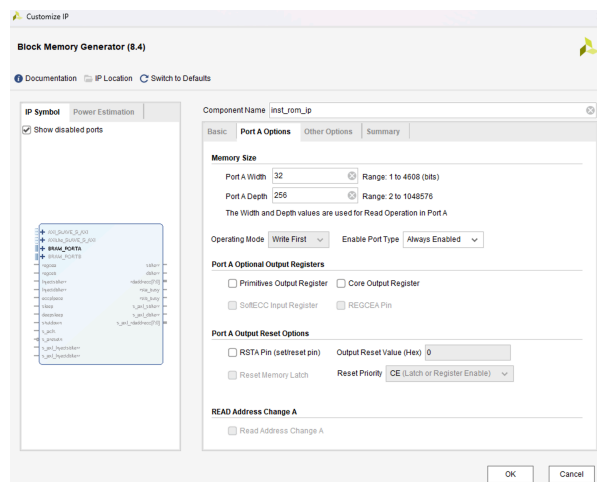 Customize IP
Block Memory Generator (8.4)
Documentation IP Location Switch to Defaults
IP Symbol Power Estimation
Show disabled ports
BRAM_PORTA
BRAM_PORTB
Component Name inst_rom_ip
Basic Port A Options Other Options Summary
Memory Size
Port A Width 32 Range: 1 to 4608 (bits)
Port A Depth 256 Range: 2 to 1048576
The Width and Depth values are used for Read Operation in Port A
Operating Mode Write First Enable Port Type Always Enabled
Port A Optional Output Registers
Primitives Output Register Core Output Register
SoftECC Input Register REGCEA Pin
Port A Output Reset Options
RSTA Pin (set/reset pin) Output Reset Value (Hex) 0
Reset Memory Latch Reset Priority CE (Latch or Register Enable)
READ Address Change A
Read Address Change A
OK Cancel